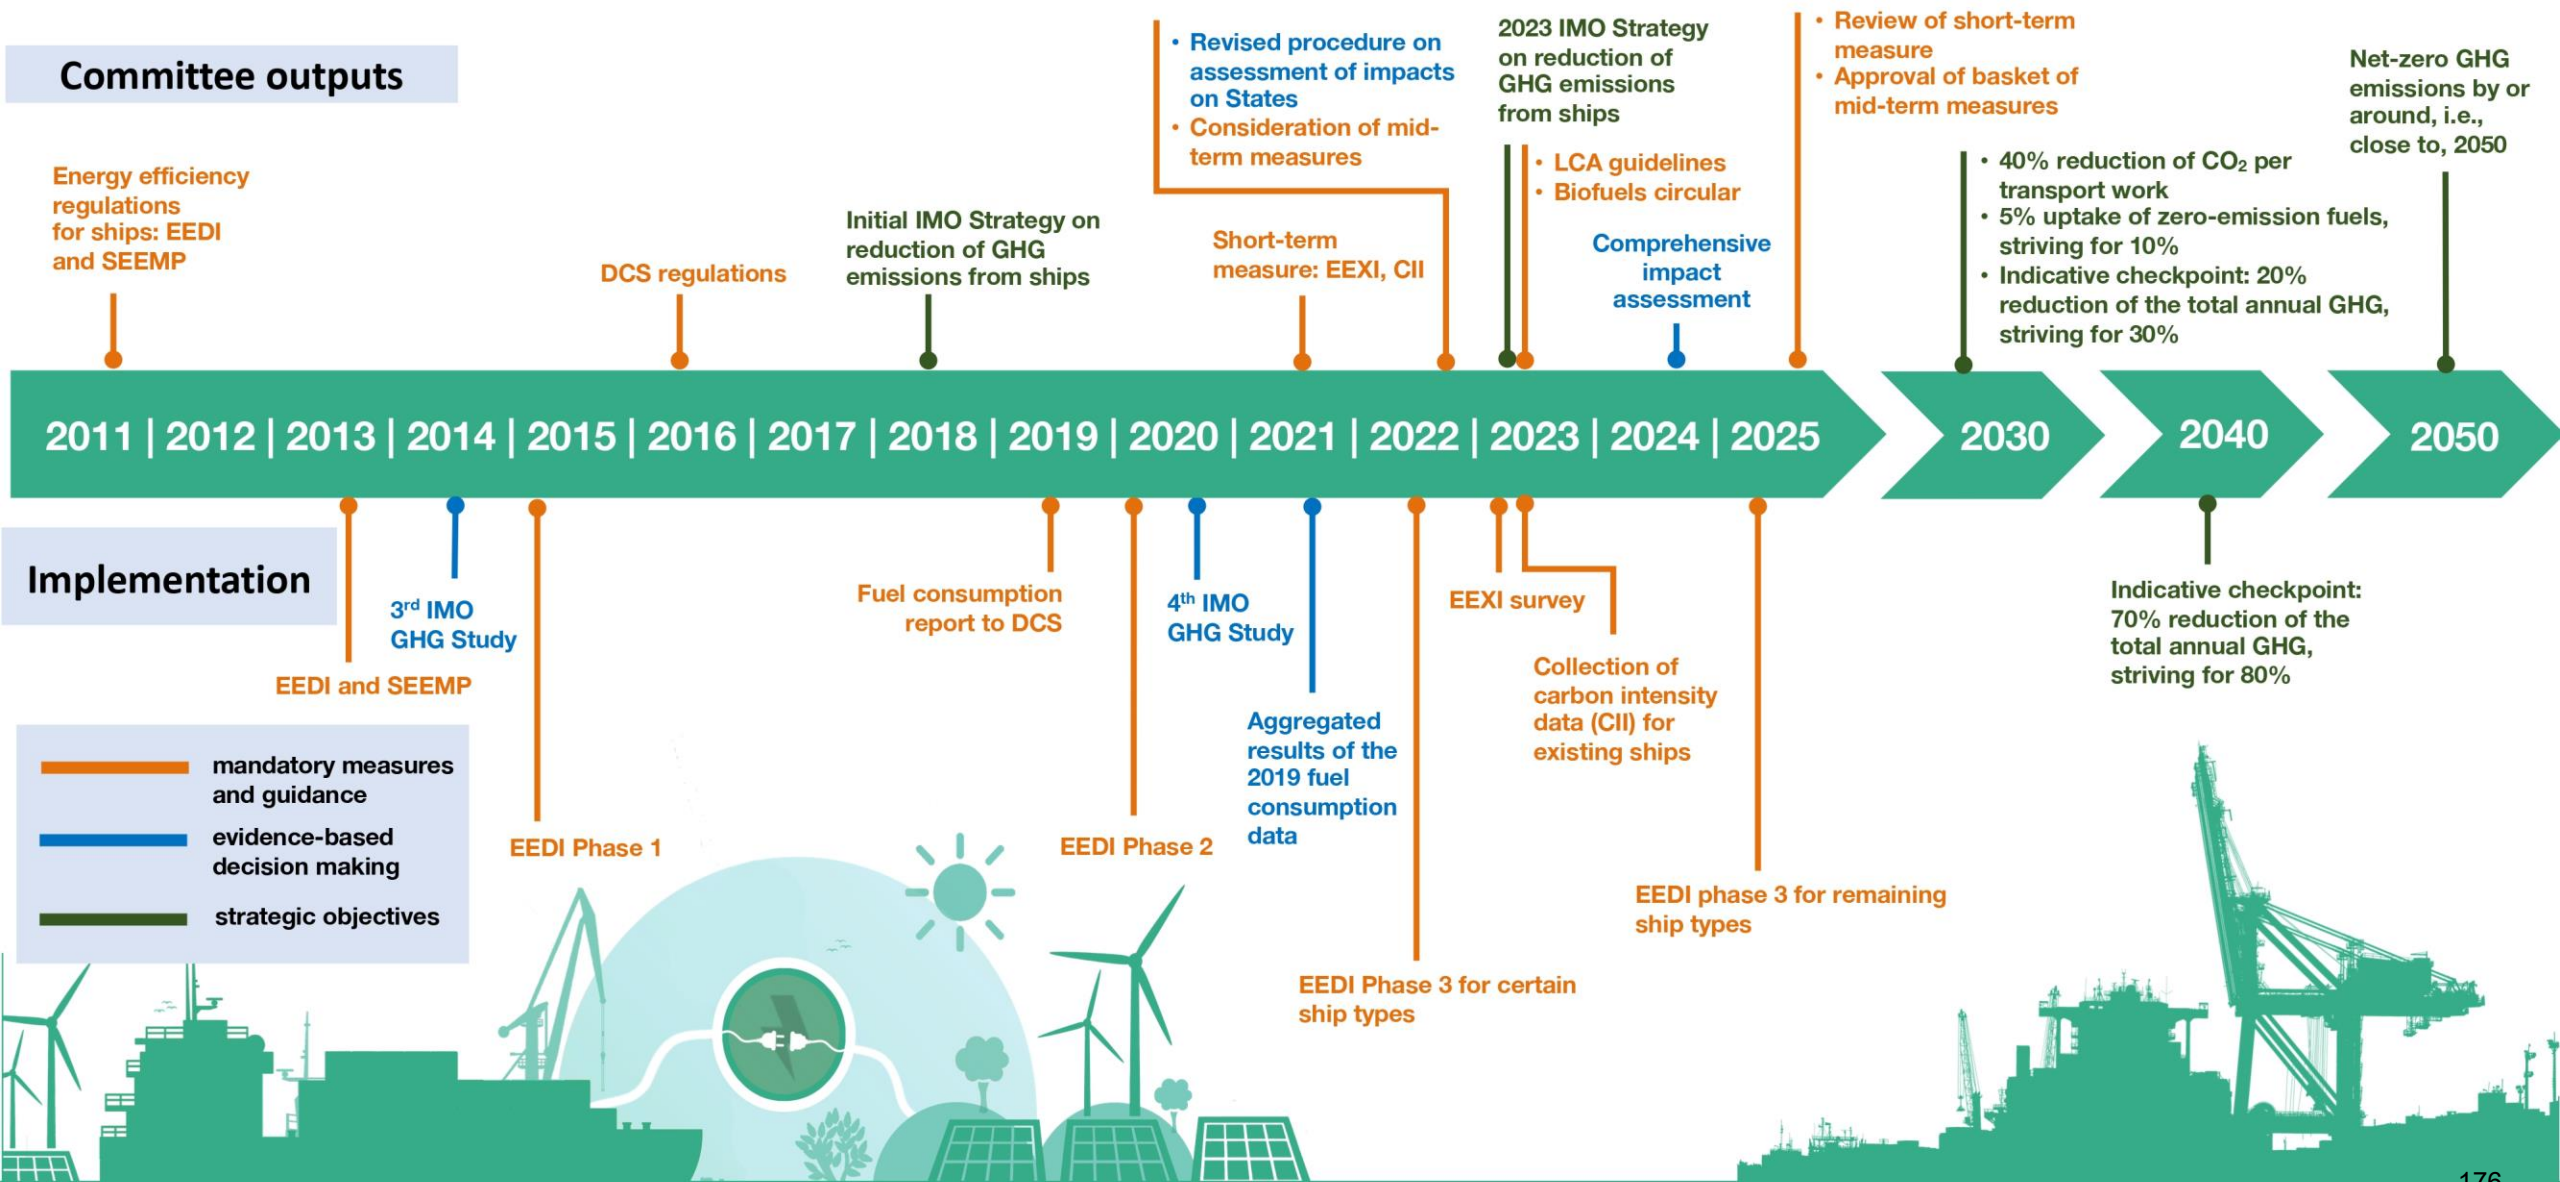 Committee outputs
Energy efficiency
regulations
for ships: EEDI
and SEEMP
DCS regulations
Initial IMO Strategy on
reduction of GHG
emissions from ships
• Revised procedure on
assessment of impacts
on States
• Consideration of mid-
term measures
Short-term
measure: EEXI, CII
2023 IMO Strategy
on reduction of
GHG emissions
from ships
• LCA guidelines
• Biofuels circular
Comprehensive
impact
assessment
• Review of short-term
measure
• Approval of basket of
mid-term measures
• 40% reduction of CO₂ per
transport work
• 5% uptake of zero-emission fuels,
striving for 10%
• Indicative checkpoint: 20%
reduction of the total annual GHG,
striving for 30%
Net-zero GHG
emissions by or
around, i.e.,
close to, 2050
2011 | 2012 | 2013 | 2014 | 2015 | 2016 | 2017 | 2018 | 2019 | 2020 | 2021 | 2022 | 2023 | 2024 | 2025
2030
2040
2050
Implementation
EEDI and SEEMP
3rd IMO
GHG Study
EEDI Phase 1
Fuel consumption
report to DCS
EEDI Phase 2
4th IMO
GHG Study
Aggregated
results of the
2019 fuel
consumption
data
EEDI Phase 3 for certain
ship types
EEXI survey
Collection of
carbon intensity
data (CII) for
existing ships
EEDI phase 3 for remaining
ship types
Indicative checkpoint:
70% reduction of the
total annual GHG,
striving for 80%
mandatory measures
and guidance
evidence-based
decision making
strategic objectives
176